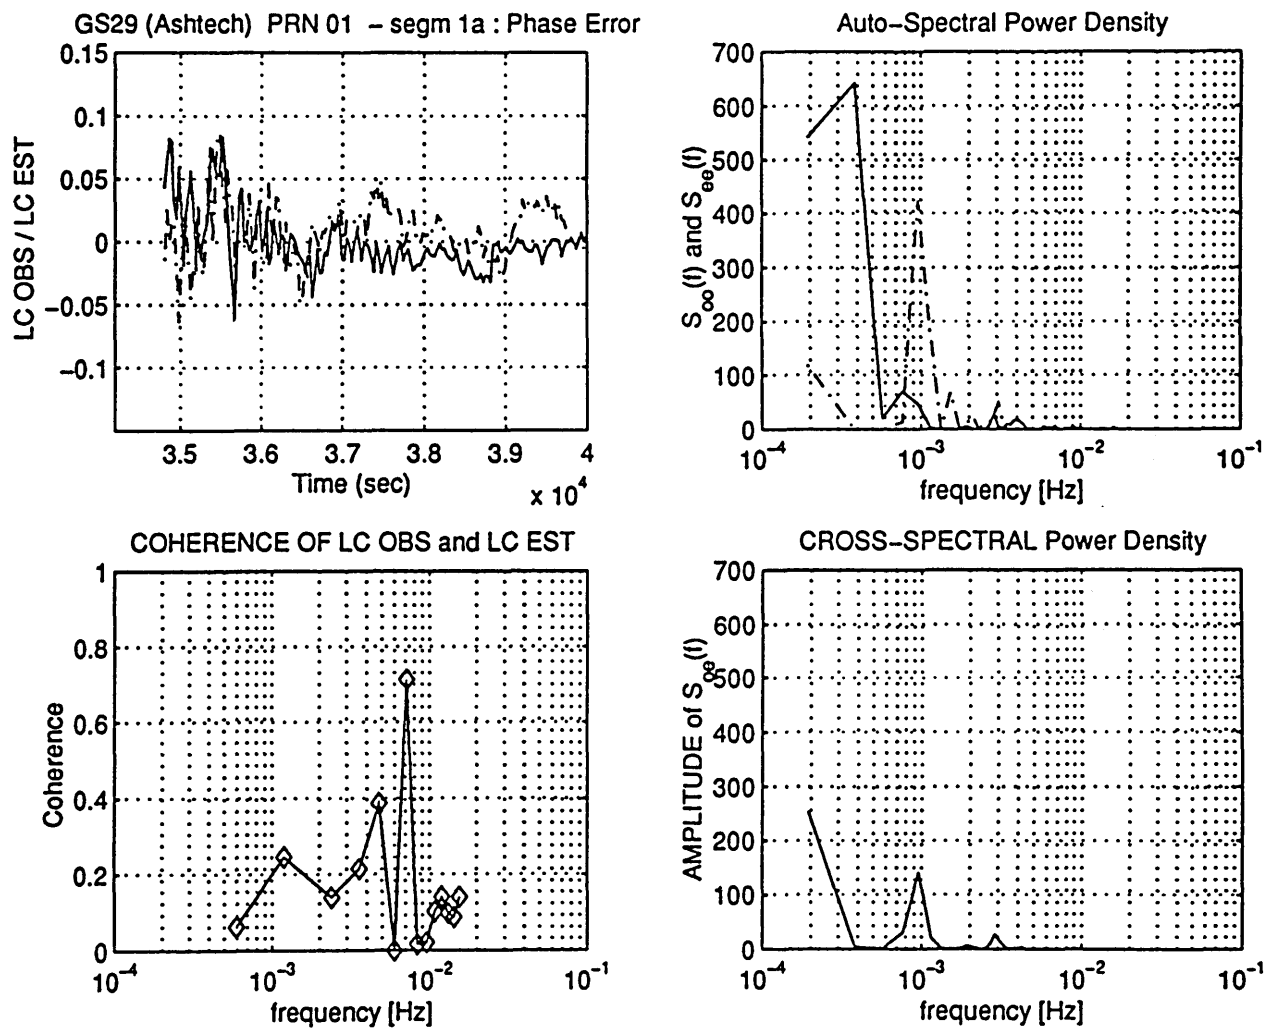 GS29 (Ashtech) PRN 01 – segm 1a : Phase Error
LC OBS / LC EST
0.15
0.1
0.05
0
−0.05
−0.1
3.5 3.6 3.7 3.8 3.9 4
Time (sec)
x 10^4
Auto−Spectral Power Density
S_oo(f) and S_ee(f)
700
600
500
400
300
200
100
0
10^−4 10^−3 10^−2 10^−1
frequency [Hz]
COHERENCE OF LC OBS and LC EST
Coherence
1
0.8
0.6
0.4
0.2
0
10^−4 10^−3 10^−2 10^−1
frequency [Hz]
CROSS−SPECTRAL Power Density
AMPLITUDE of S_oe(f)
700
600
500
400
300
200
100
0
10^−4 10^−3 10^−2 10^−1
frequency [Hz]